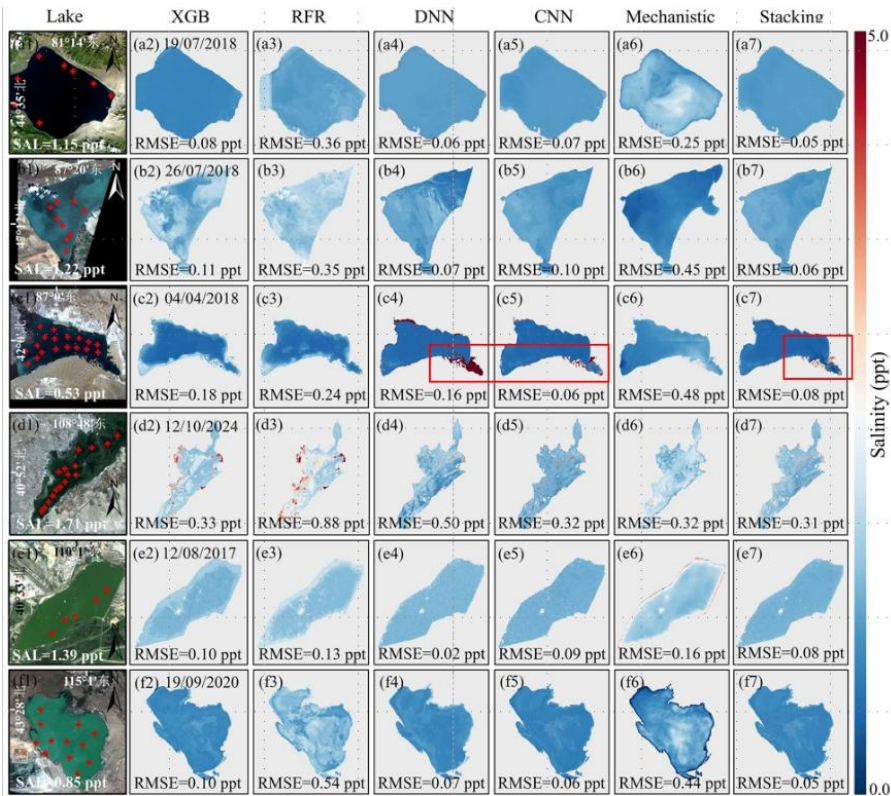 Lake XGB RFR DNN CNN Mechanistic Stacking
81°14′东 (a2) 19/07/2018 (a3) (a4) (a5) (a6) (a7) 5.0
44°35′北
SAL=1.15 ppt RMSE=0.08 ppt RMSE=0.36 ppt RMSE=0.06 ppt RMSE=0.07 ppt RMSE=0.25 ppt RMSE=0.05 ppt
(b1) (b2) 26/07/2018 (b3) (b4) (b5) (b6) (b7)
N
SAL=1.22 ppt RMSE=0.11 ppt RMSE=0.35 ppt RMSE=0.07 ppt RMSE=0.10 ppt RMSE=0.45 ppt RMSE=0.06 ppt
(c1) (c2) 04/04/2018 (c3) (c4) (c5) (c6) (c7)
N
SAL=0.53 ppt RMSE=0.18 ppt RMSE=0.24 ppt RMSE=0.16 ppt RMSE=0.06 ppt RMSE=0.48 ppt RMSE=0.08 ppt
Salinity (ppt)
(d1) 108°48′东 (d2) 12/10/2024 (d3) (d4) (d5) (d6) (d7)
40°52′北
SAL=1.71 ppt RMSE=0.33 ppt RMSE=0.88 ppt RMSE=0.50 ppt RMSE=0.32 ppt RMSE=0.32 ppt RMSE=0.31 ppt
(e1) (e2) 12/08/2017 (e3) (e4) (e5) (e6) (e7)
SAL=1.39 ppt RMSE=0.10 ppt RMSE=0.13 ppt RMSE=0.02 ppt RMSE=0.09 ppt RMSE=0.16 ppt RMSE=0.08 ppt
(f1) 115°1′东 (f2) 19/09/2020 (f3) (f4) (f5) (f6) (f7)
43°28′北
SAL=0.85 ppt RMSE=0.10 ppt RMSE=0.54 ppt RMSE=0.07 ppt RMSE=0.06 ppt RMSE=0.44 ppt RMSE=0.05 ppt 0.0